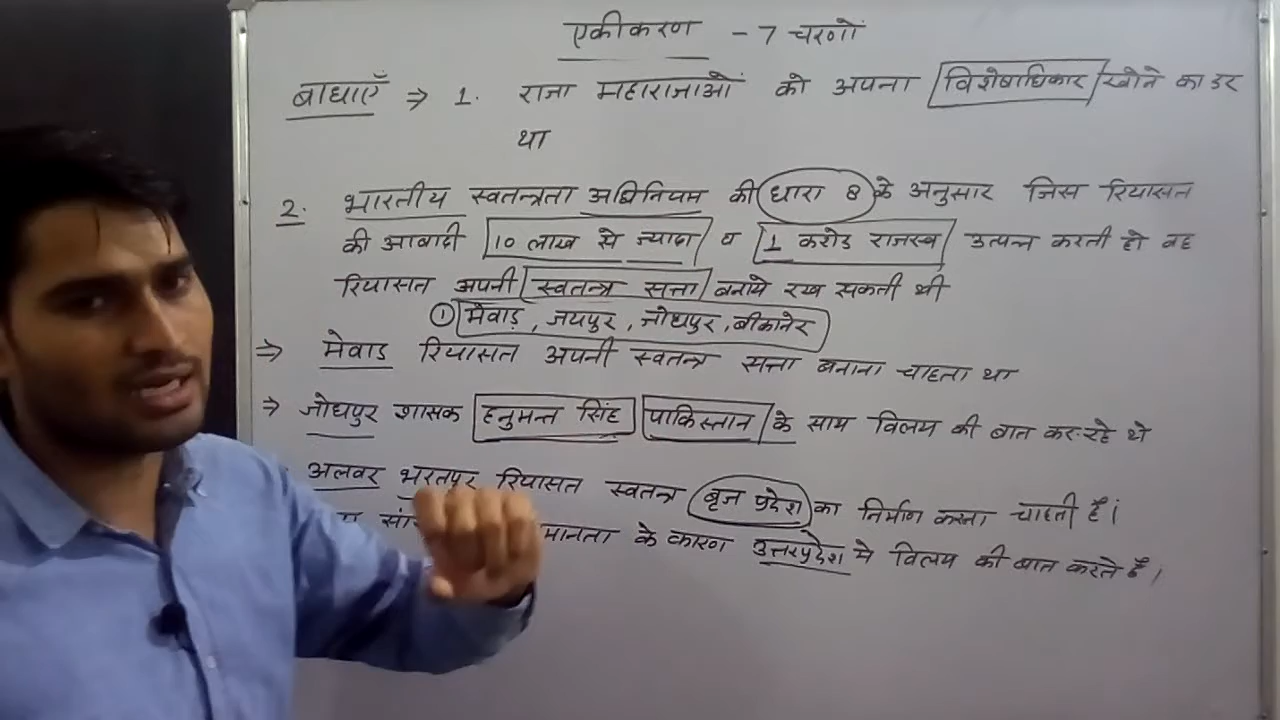 एकीकरण - 7 चरणों
बाधाएँ ⇒ 1. राजा महाराजाओं को अपना विशेषाधिकार खोने का डर
था
2. भारतीय स्वतन्त्रता अधिनियम की धारा 8 के अनुसार जिस रियासत
की आबादी 10 लाख से ज्यादा व 1 करोड राजस्व उत्पन्न करती हो वह
रियासत अपनी स्वतन्त्र सत्ता बनाये रख सकती थी
① मेवाड़, जयपुर, जोधपुर, बीकानेर
⇒ मेवाड रियासत अपनी स्वतन्त्र सत्ता बनाना चाहता था
⇒ जोधपुर शासक हनुमन्त सिंह पाकिस्तान के साथ विलय की बात कर रहे थे
अलवर भरतपुर रियासत स्वतन्त्र बृज प्रदेश का निर्माण करना चाहती हैं।
के कारण उत्तरप्रदेश मे विलय की बात करते हैं।